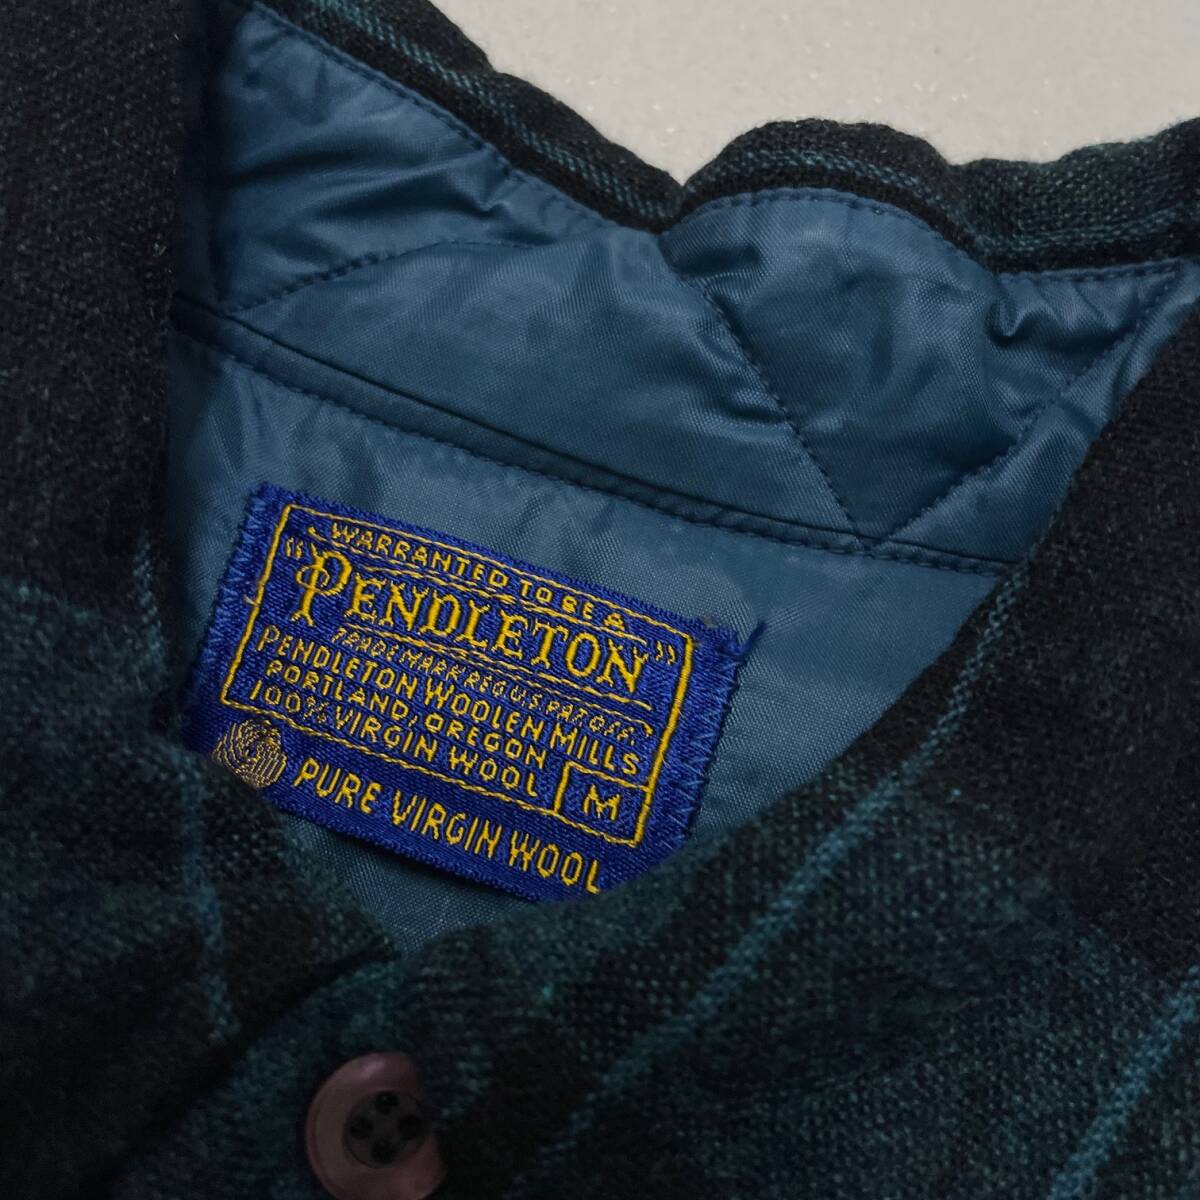 WARRANTED TO BE A
"PENDLETON"
TRADE MARK REG U.S. PAT. OFF.
PENDLETON WOOLEN MILLS
PORTLAND, OREGON
100% VIRGIN WOOL
M
PURE VIRGIN WOOL